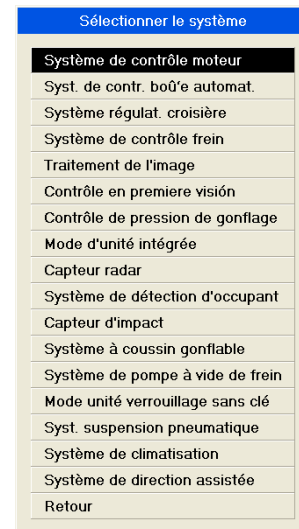 Sélectionner le système
Système de contrôle moteur
Syst. de contr. boû´e automat.
Système régulat. croisière
Système de contrôle frein
Traitement de l'image
Contrôle en premiere visión
Contrôle de pression de gonflage
Mode d'unité intégrée
Capteur radar
Système de détection d'occupant
Capteur d'impact
Système à coussin gonflable
Système de pompe à vide de frein
Mode unité verrouillage sans clé
Syst. suspension pneumatique
Système de climatisation
Système de direction assistée
Retour